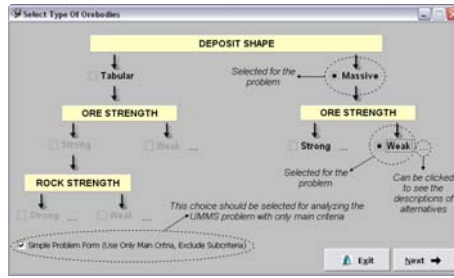 Select Type Of Orebodies
DEPOSIT SHAPE
Tabular
Selected for the
problem
Massive
ORE STRENGTH
ORE STRENGTH
Strong ...
Weak ...
Strong ...
Weak
ROCK STRENGTH
Selected for the
problem
Can be clicked
to see the
descriptions of
alternatives
Strong ...
Weak ...
This choice should be selected for analyzing the
UMMS problem with only main criteria
Simple Problem Form (Use Only Main Critria, Exclude Subcriteria)
Exit
Next